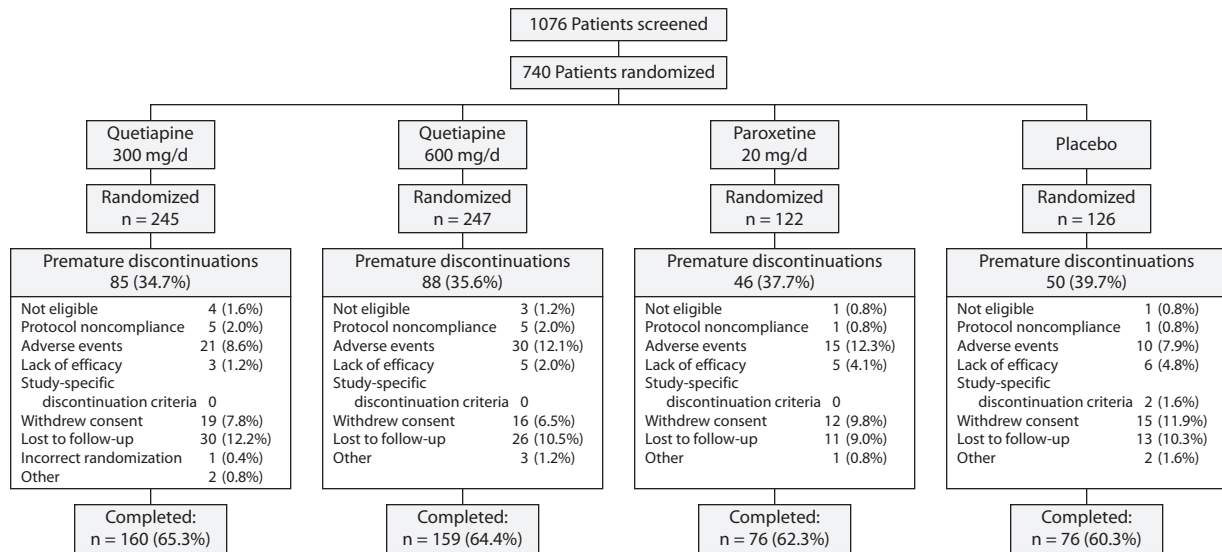 1076 Patients screened
740 Patients randomized
Quetiapine
300 mg/d
Randomized
n = 245
Premature discontinuations
85 (34.7%)
Not eligible 4 (1.6%)
Protocol noncompliance 5 (2.0%)
Adverse events 21 (8.6%)
Lack of efficacy 3 (1.2%)
Study-specific
discontinuation criteria 0
Withdrew consent 19 (7.8%)
Lost to follow-up 30 (12.2%)
Incorrect randomization 1 (0.4%)
Other 2 (0.8%)
Completed:
n = 160 (65.3%)
Quetiapine
600 mg/d
Randomized
n = 247
Premature discontinuations
88 (35.6%)
Not eligible 3 (1.2%)
Protocol noncompliance 5 (2.0%)
Adverse events 30 (12.1%)
Lack of efficacy 5 (2.0%)
Study-specific
discontinuation criteria 0
Withdrew consent 16 (6.5%)
Lost to follow-up 26 (10.5%)
Other 3 (1.2%)
Completed:
n = 159 (64.4%)
Paroxetine
20 mg/d
Randomized
n = 122
Premature discontinuations
46 (37.7%)
Not eligible 1 (0.8%)
Protocol noncompliance 1 (0.8%)
Adverse events 15 (12.3%)
Lack of efficacy 5 (4.1%)
Study-specific
discontinuation criteria 0
Withdrew consent 12 (9.8%)
Lost to follow-up 11 (9.0%)
Other 1 (0.8%)
Completed:
n = 76 (62.3%)
Placebo
Randomized
n = 126
Premature discontinuations
50 (39.7%)
Not eligible 1 (0.8%)
Protocol noncompliance 1 (0.8%)
Adverse events 10 (7.9%)
Lack of efficacy 6 (4.8%)
Study-specific
discontinuation criteria 2 (1.6%)
Withdrew consent 15 (11.9%)
Lost to follow-up 13 (10.3%)
Other 2 (1.6%)
Completed:
n = 76 (60.3%)